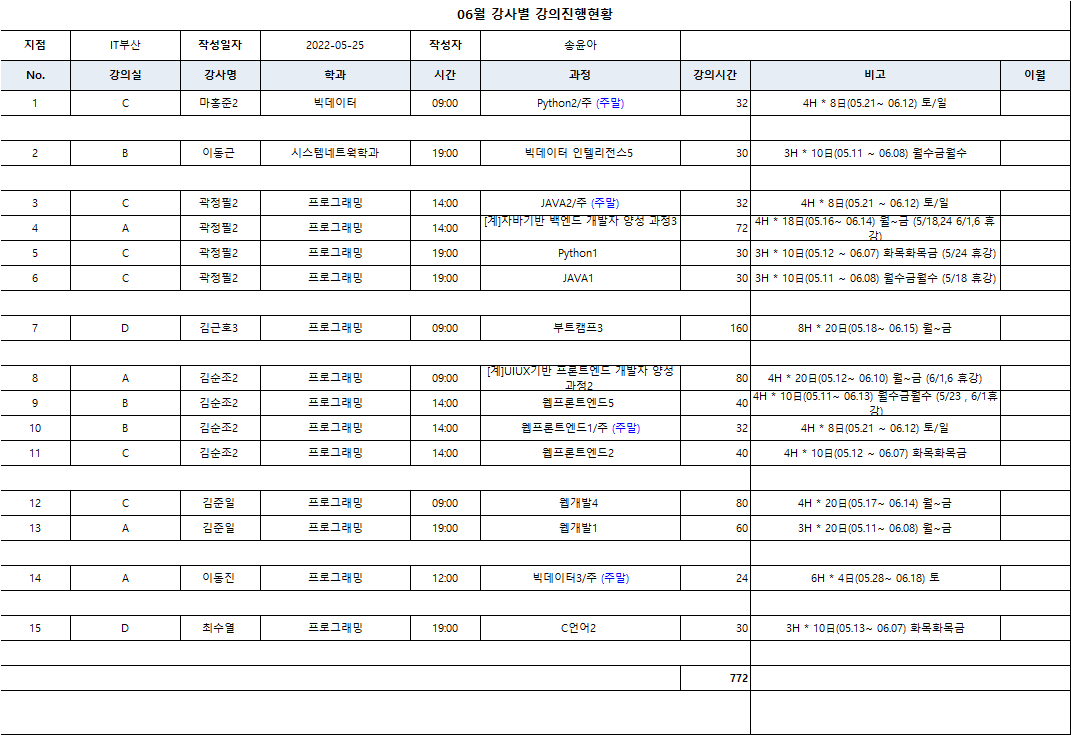 06월 강사별 강의진행현황
지점 IT부산 작성일자 2022-05-25 작성자 송윤아
No. 강의실 강사명 학과 시간 과정 강의시간 비고 이월
1 C 마홍준2 빅데이터 09:00 Python2/주 (주말) 32 4H * 8日(05.21~ 06.12) 토/일
2 B 이동근 시스템네트웍학과 19:00 빅데이터 인텔리전스5 30 3H * 10日(05.11 ~ 06.08) 월수금월수
3 C 곽정필2 프로그래밍 14:00 JAVA2/주 (주말) 32 4H * 8日(05.21 ~ 06.12) 토/일
4 A 곽정필2 프로그래밍 14:00 [계]자바기반 백엔드 개발자 양성 과정3 72 4H * 18日(05.16~ 06.14) 월~금 (5/18,24 6/1,6 휴
강)
5 C 곽정필2 프로그래밍 19:00 Python1 30 3H * 10日(05.12 ~ 06.07) 화목화목금 (5/24 휴강)
6 C 곽정필2 프로그래밍 19:00 JAVA1 30 3H * 10日(05.11 ~ 06.08) 월수금월수 (5/18 휴강)
7 D 김근호3 프로그래밍 09:00 부트캠프3 160 8H * 20日(05.18~ 06.15) 월~금
8 A 김순조2 프로그래밍 09:00 [계]UIUX기반 프론트엔드 개발자 양성
과정2 80 4H * 20日(05.12~ 06.10) 월~금 (6/1,6 휴강)
9 B 김순조2 프로그래밍 14:00 웹프론트엔드5 40 4H * 10日(05.11~ 06.13) 월수금월수 (5/23 , 6/1휴
강)
10 B 김순조2 프로그래밍 14:00 웹프론트엔드1/주 (주말) 32 4H * 8日(05.21 ~ 06.12) 토/일
11 C 김순조2 프로그래밍 14:00 웹프론트엔드2 40 4H * 10日(05.12 ~ 06.07) 화목화목금
12 C 김준일 프로그래밍 09:00 웹개발4 80 4H * 20日(05.17~ 06.14) 월~금
13 A 김준일 프로그래밍 19:00 웹개발1 60 3H * 20日(05.11~ 06.08) 월~금
14 A 이동진 프로그래밍 12:00 빅데이터3/주 (주말) 24 6H * 4日(05.28~ 06.18) 토
15 D 최수열 프로그래밍 19:00 C언어2 30 3H * 10日(05.13~ 06.07) 화목화목금
772